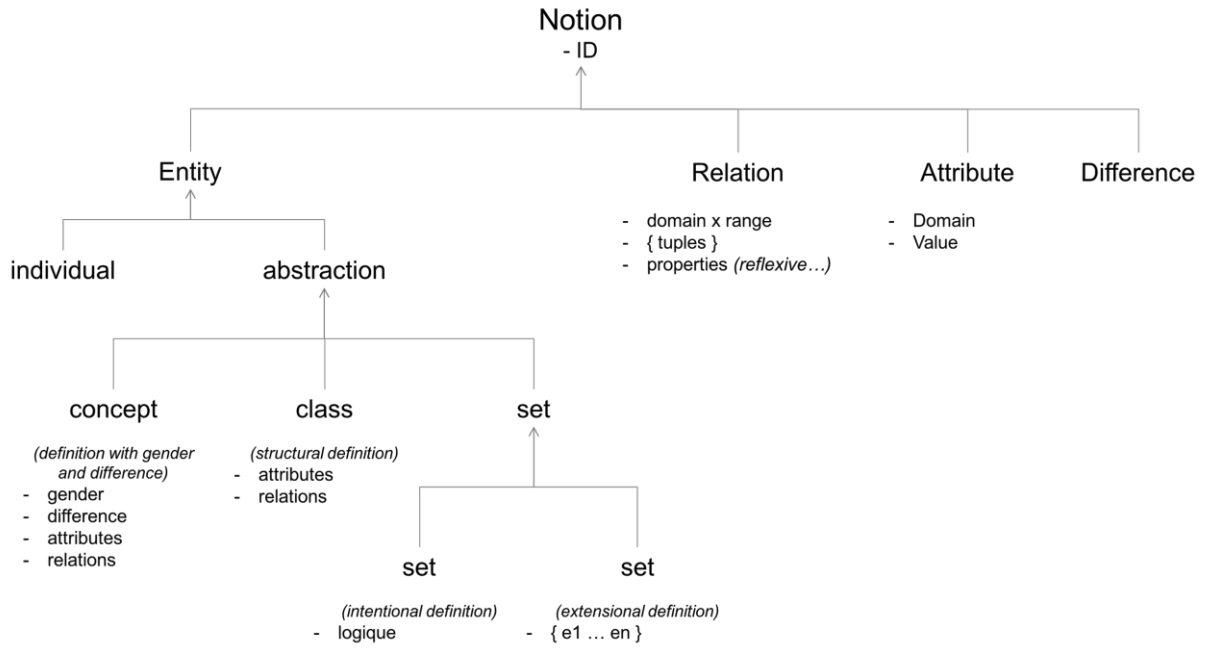 Notion
- ID
Entity
Relation
Attribute
Difference
- domain x range
- { tuples }
- properties (reflexive…)
- Domain
- Value
individual
abstraction
concept
class
set
(definition with gender
and difference)
- gender
- difference
- attributes
- relations
(structural definition)
- attributes
- relations
set
set
(intentional definition)
- logique
(extensional definition)
- { e1 … en }